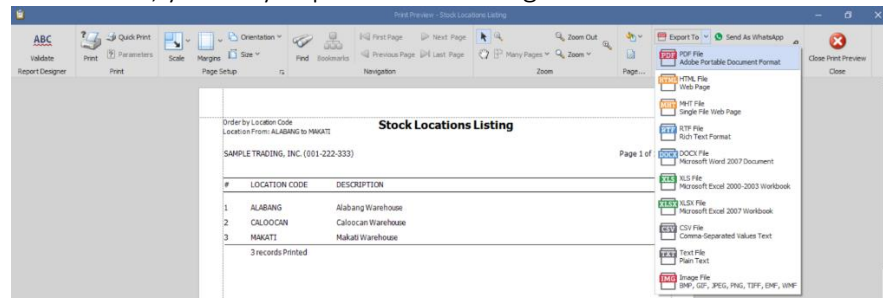 Print Preview - Stock Locations Listing
ABC
Validate
Report Designer
Print
Quick Print
Parameters
Print
Scale
Margins
Orientation
Size
Page Setup
Find
Bookmarks
First Page
Next Page
Previous Page
Last Page
Navigation
Many Pages
Zoom Out
Zoom
Zoom
Page...
Export To
Send As WhatsApp
Close Print Preview
Close
PDF
PDF File
Adobe Portable Document Format
HTML
HTML File
Web Page
MHT
MHT File
Single File Web Page
RTF
RTF File
Rich Text Format
DOCX
DOCX File
Microsoft Word 2007 Document
XLS
XLS File
Microsoft Excel 2000-2003 Workbook
XLSX
XLSX File
Microsoft Excel 2007 Workbook
CSV
CSV File
Comma-Separated Values Text
TEXT
Text File
Plain Text
IMG
Image File
BMP, GIF, JPEG, PNG, TIFF, EMF, WMF
Order by Location Code
Location From: ALABANG to MAKATI
Stock Locations Listing
SAMPLE TRADING, INC. (001-222-333)
Page 1 of
# LOCATION CODE DESCRIPTION
1 ALABANG Alabang Warehouse
2 CALOOCAN Caloocan Warehouse
3 MAKATI Makati Warehouse
3 records Printed